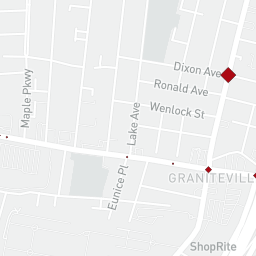 Dixon Ave
Ronald Ave
Maple Pkwy
Wenlock St
Lake Ave
GRANITEVILL
Eunice Pl
ShopRite